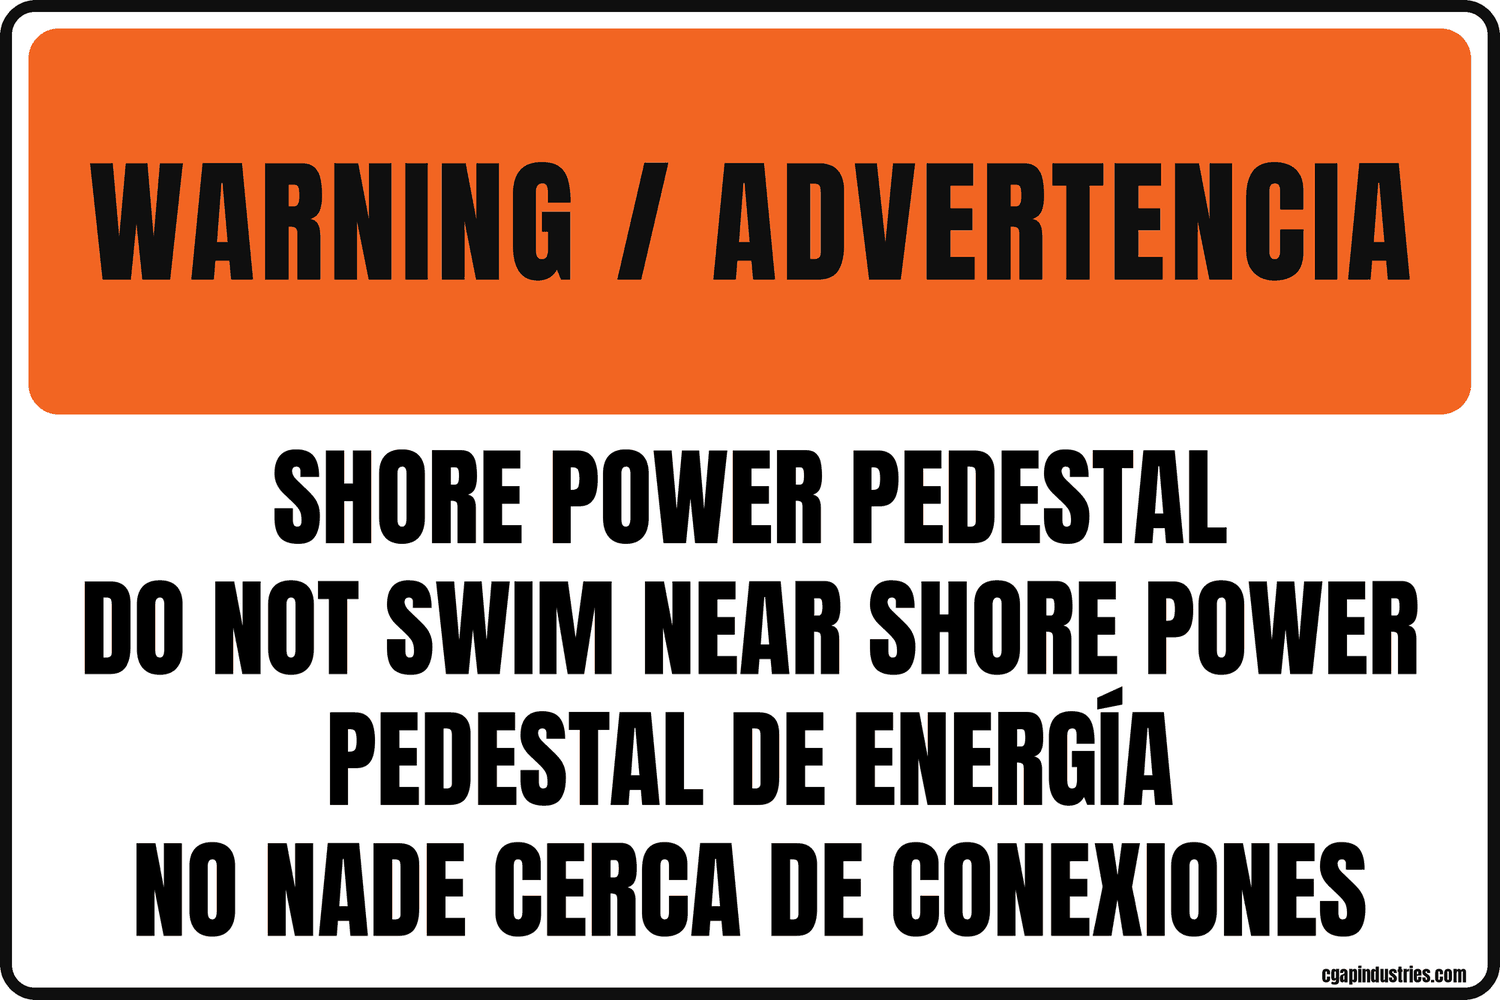 WARNING / ADVERTENCIA
SHORE POWER PEDESTAL
DO NOT SWIM NEAR SHORE POWER
PEDESTAL DE ENERGÍA
NO NADE CERCA DE CONEXIONES
cgapindustries.com